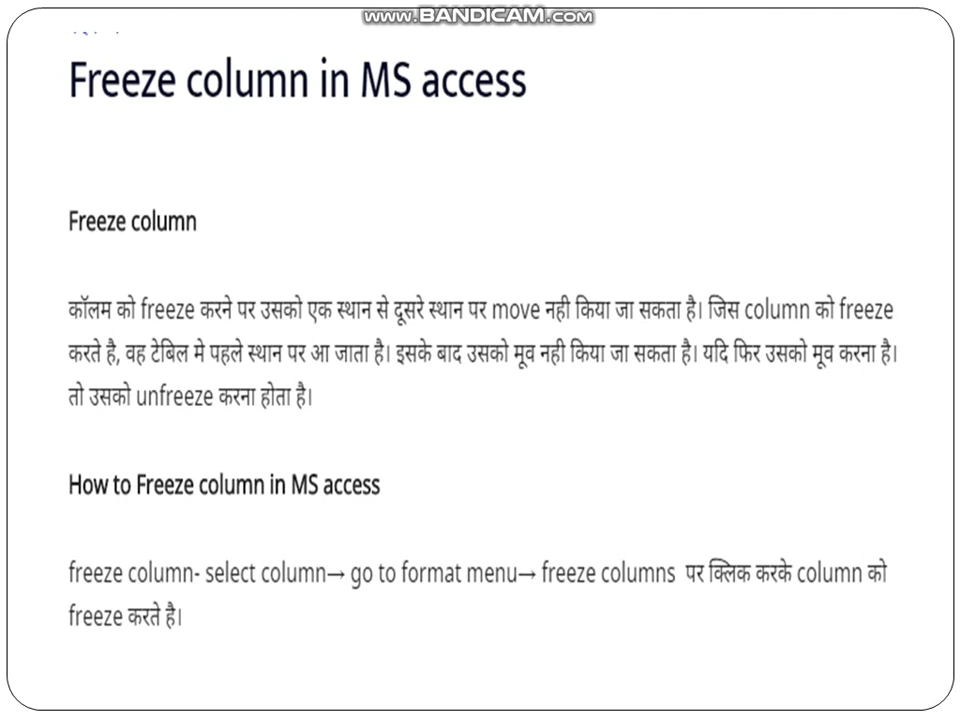 www.BANDICAM.com
Freeze column in MS access
Freeze column
कॉलम को freeze करने पर उसको एक स्थान से दूसरे स्थान पर move नही किया जा सकता है। जिस column को freeze
करते है, वह टेबिल मे पहले स्थान पर आ जाता है। इसके बाद उसको मूव नही किया जा सकता है। यदि फिर उसको मूव करना है।
तो उसको unfreeze करना होता है।
How to Freeze column in MS access
freeze column- select column→ go to format menu→ freeze columns पर क्लिक करके column को
freeze करते है।